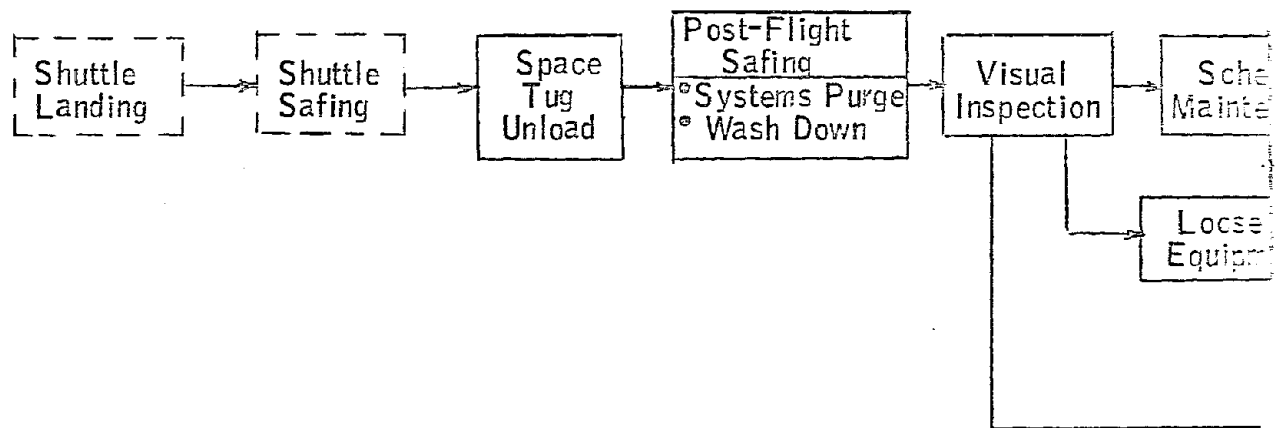 Shuttle
Landing
Shuttle
Safing
Space
Tug
Unload
Post-Flight
Safing
Systems Purge
Wash Down
Visual
Inspection